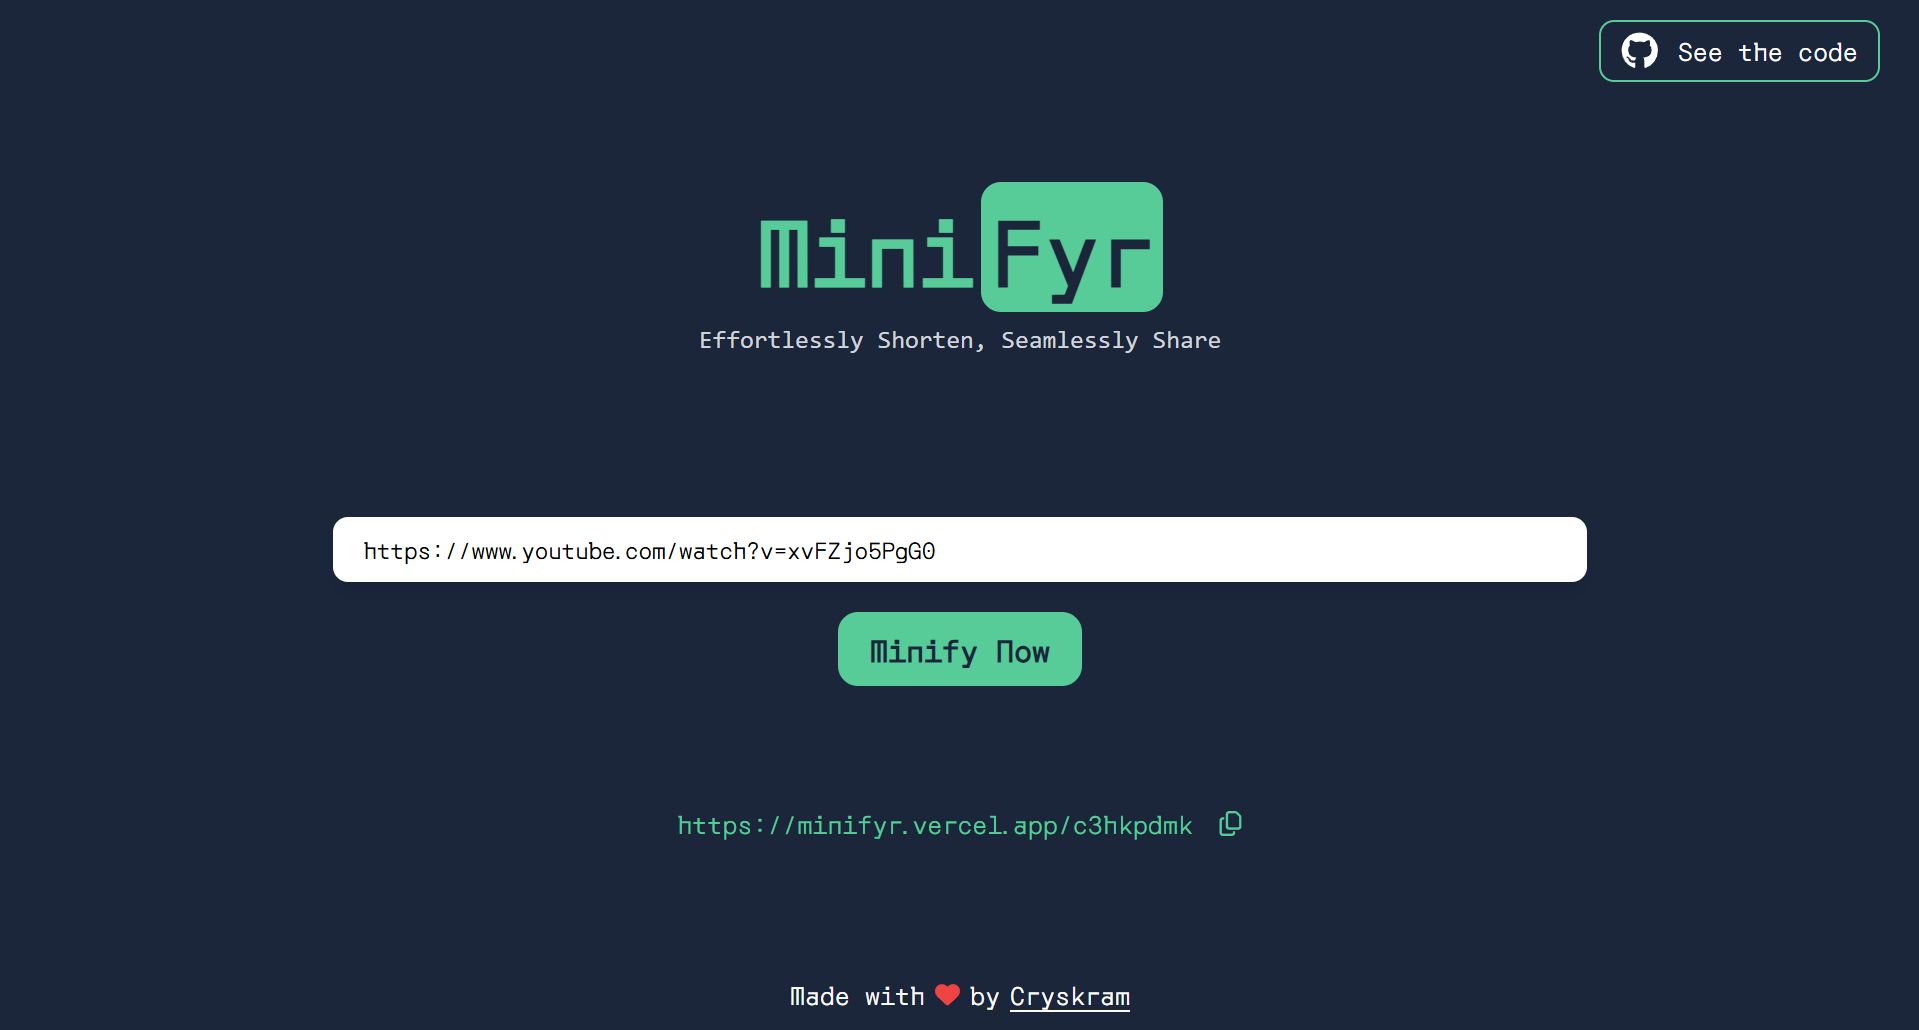 See the code
MiniFyr
Effortlessly Shorten, Seamlessly Share
https://www.youtube.com/watch?v=xvFZjo5PgG0
Minify Now
https://minifyr.vercel.app/c3hkpdmk
Made with ❤ by Cryskram